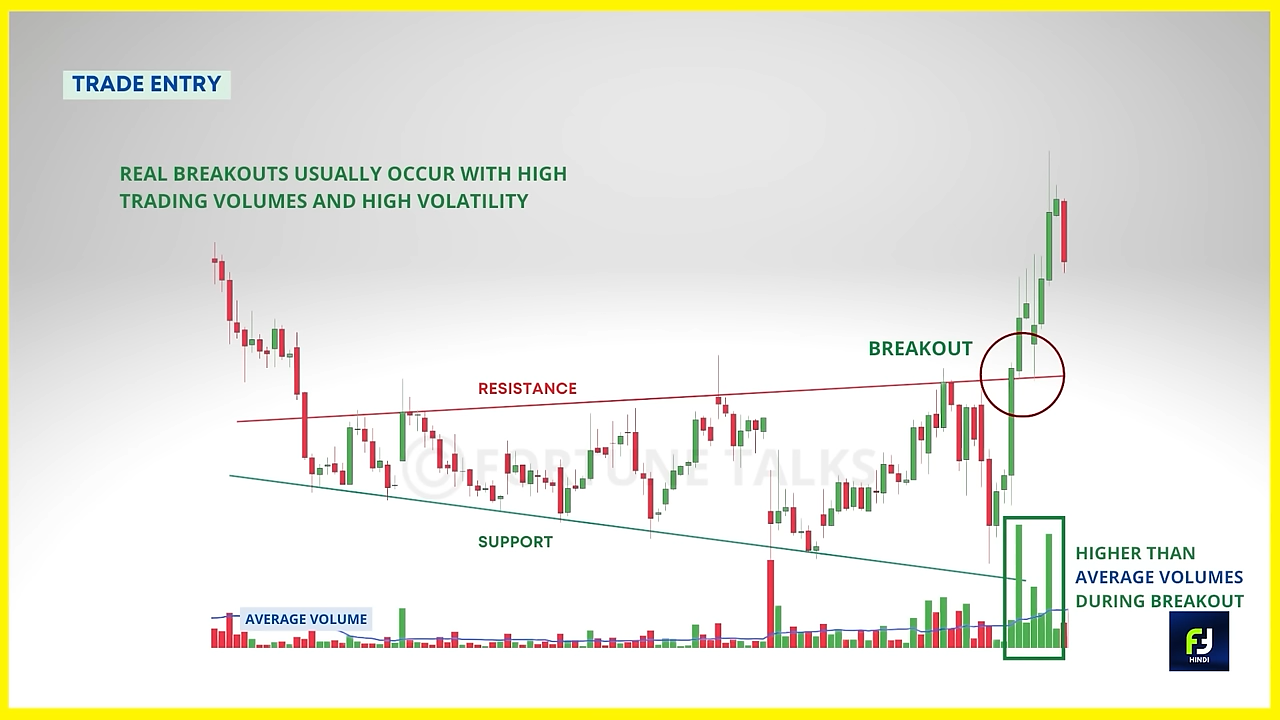 TRADE ENTRY
REAL BREAKOUTS USUALLY OCCUR WITH HIGH
TRADING VOLUMES AND HIGH VOLATILITY
BREAKOUT
RESISTANCE
© FORTUNE TALKS
SUPPORT
HIGHER THAN
AVERAGE VOLUMES
DURING BREAKOUT
AVERAGE VOLUME
HINDI